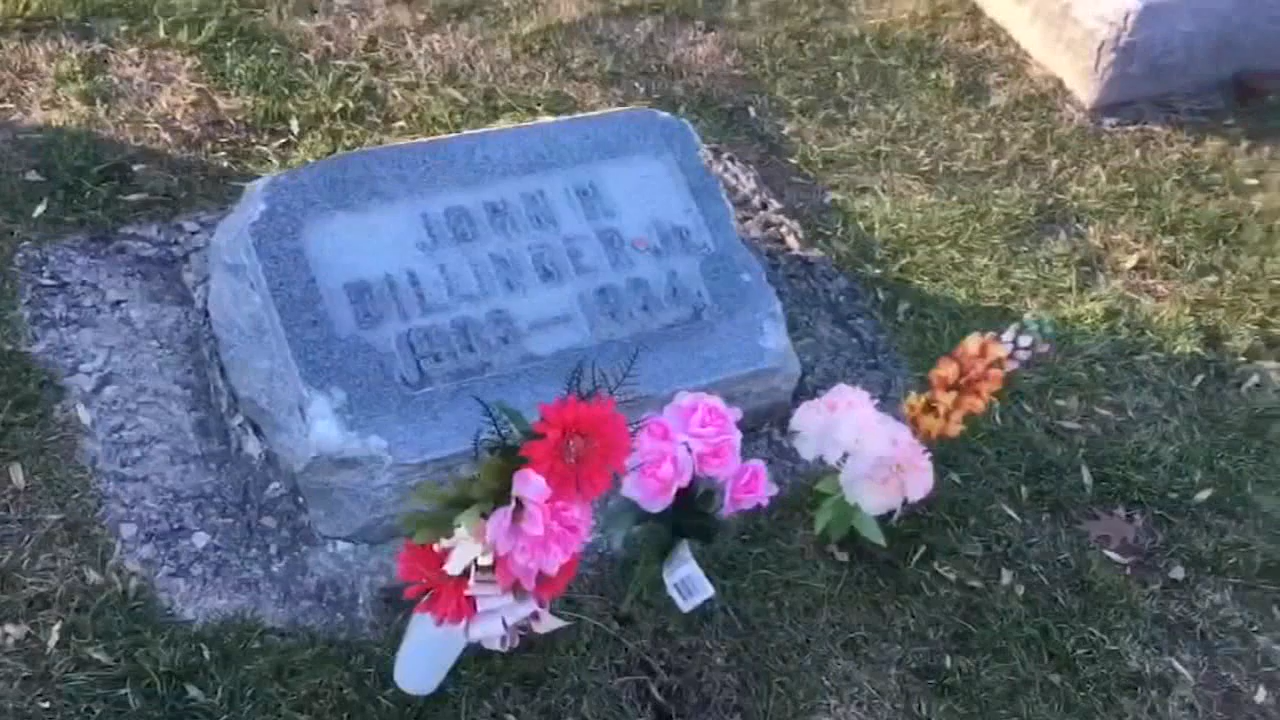 JOHN H.
DILLINGER JR.
1903 — 1934